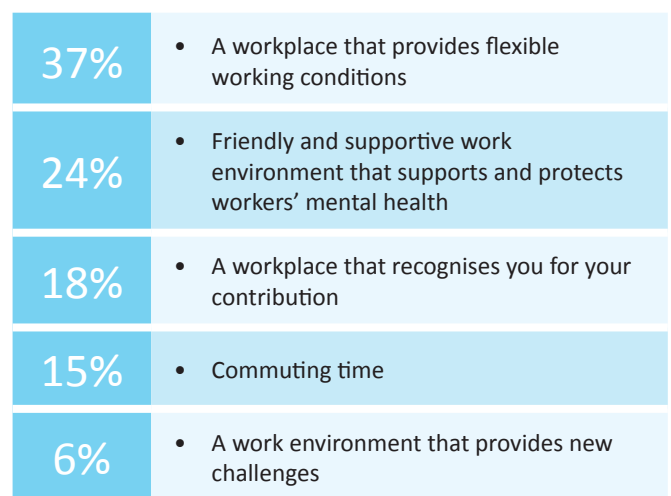 37%
• A workplace that provides flexible
working conditions
24%
• Friendly and supportive work
environment that supports and protects
workers’ mental health
18%
• A workplace that recognises you for your
contribution
15%
• Commuting time
6%
• A work environment that provides new
challenges